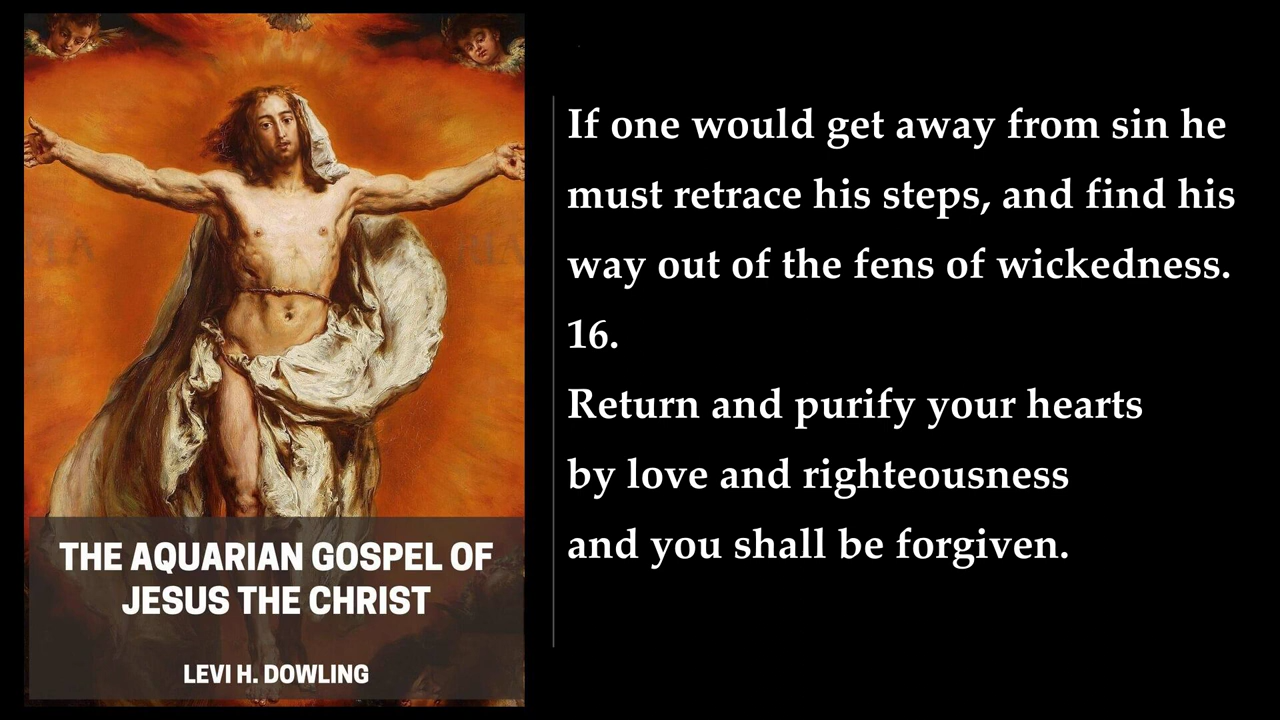 THE AQUARIAN GOSPEL OF
JESUS THE CHRIST
LEVI H. DOWLING
If one would get away from sin he
must retrace his steps, and find his
way out of the fens of wickedness.
16.
Return and purify your hearts
by love and righteousness
and you shall be forgiven.